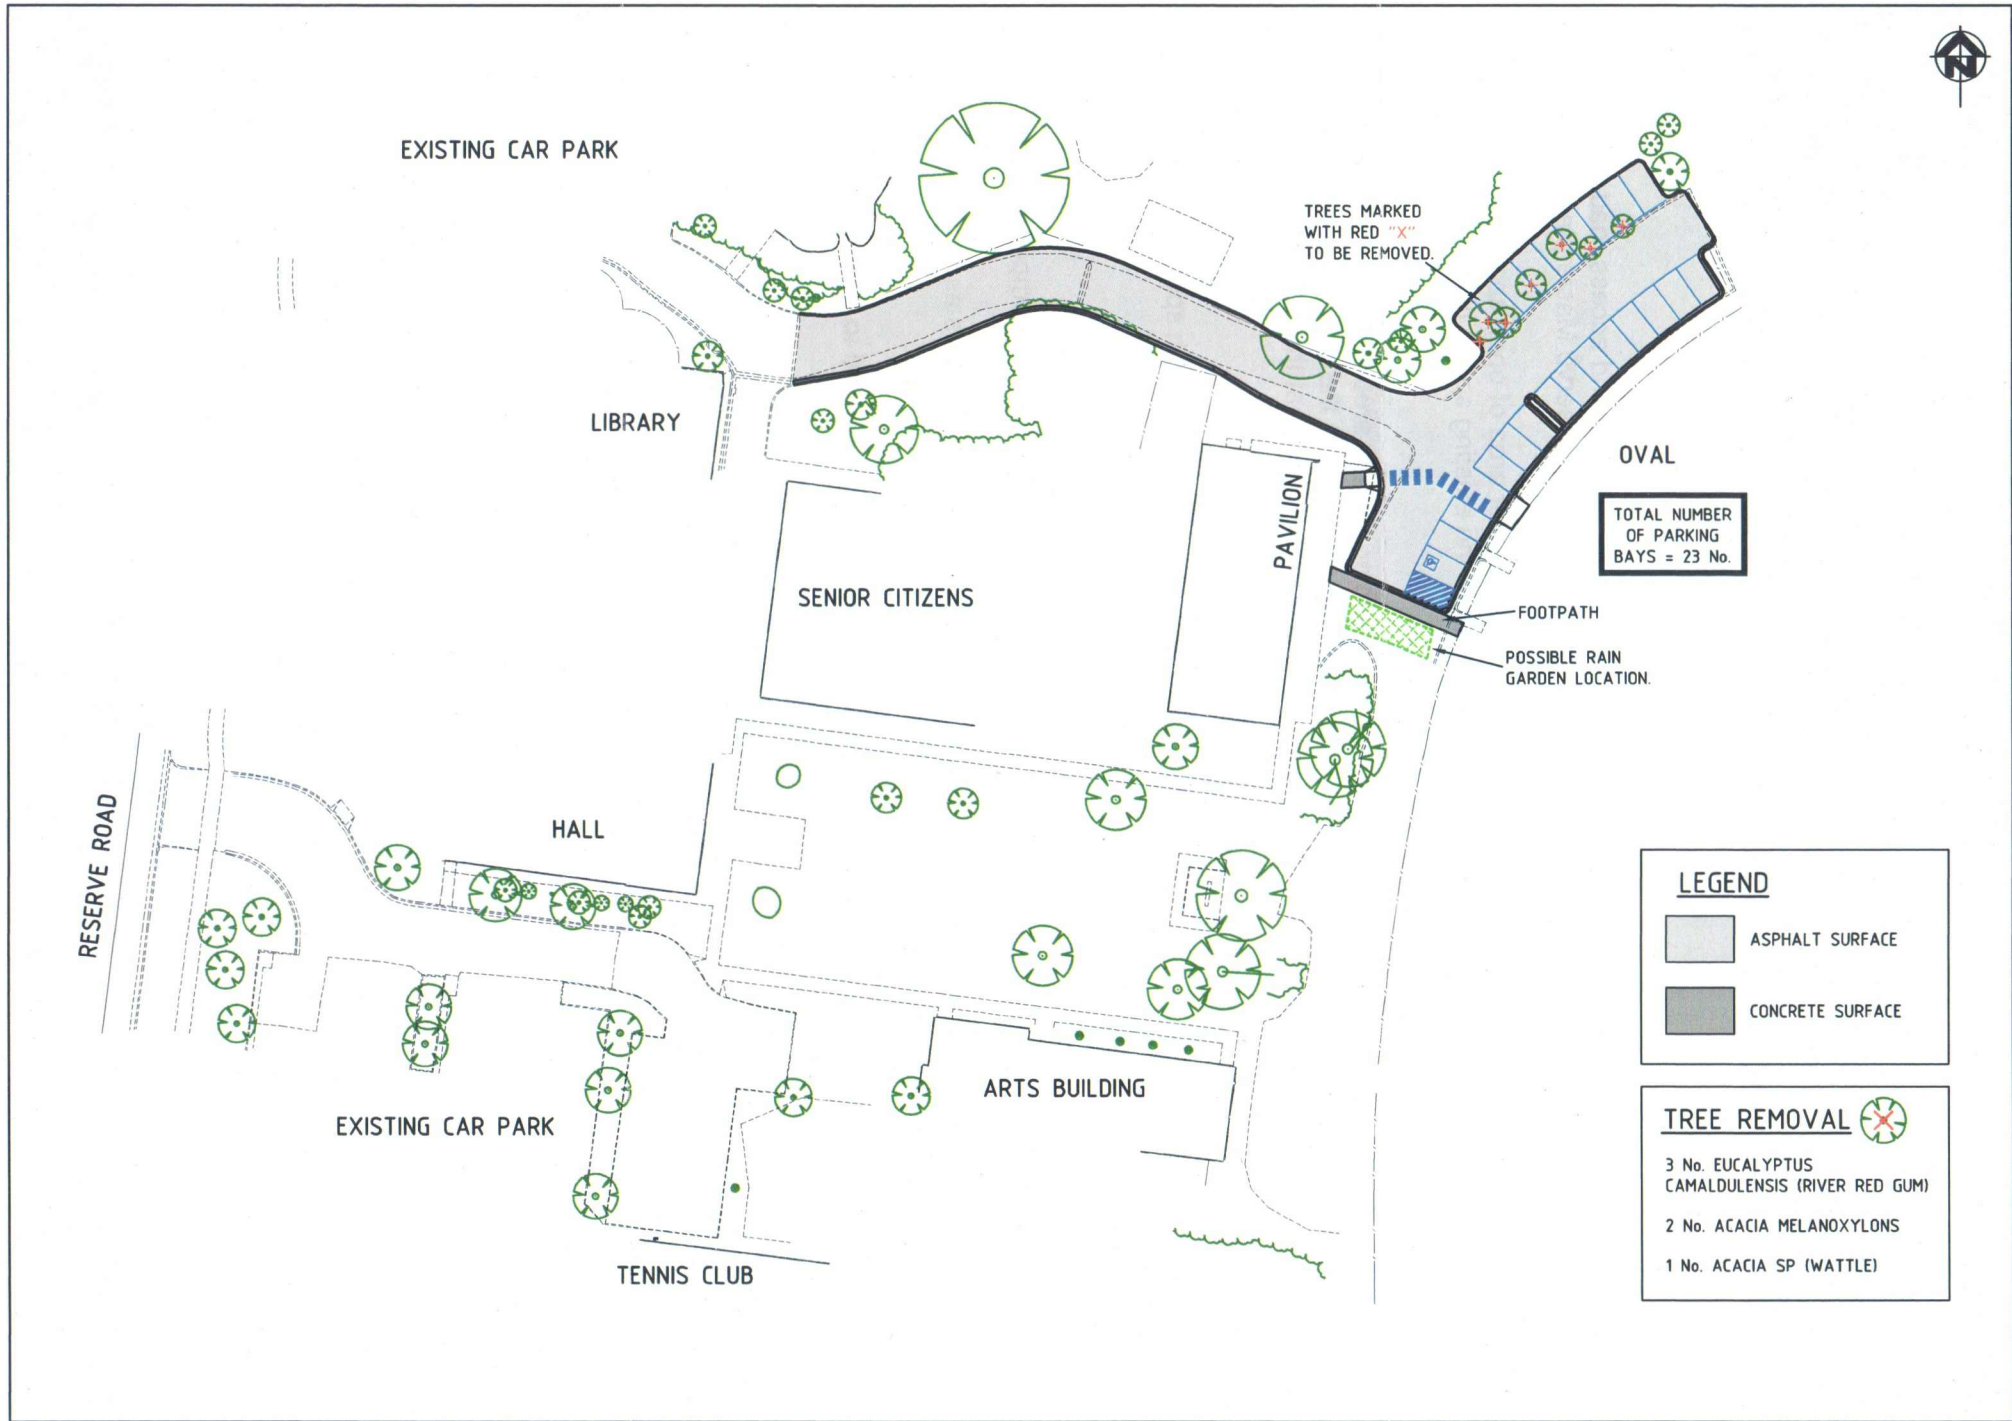 N
EXISTING CAR PARK
TREES MARKED
WITH RED "X"
TO BE REMOVED.
LIBRARY
OVAL
PAVILION
TOTAL NUMBER
OF PARKING
BAYS = 23 No.
SENIOR CITIZENS
FOOTPATH
POSSIBLE RAIN
GARDEN LOCATION.
RESERVE ROAD
HALL
LEGEND
ASPHALT SURFACE
CONCRETE SURFACE
ARTS BUILDING
EXISTING CAR PARK
TENNIS CLUB
TREE REMOVAL
3 No. EUCALYPTUS
CAMALDULENSIS (RIVER RED GUM)
2 No. ACACIA MELANOXYLONS
1 No. ACACIA SP (WATTLE)